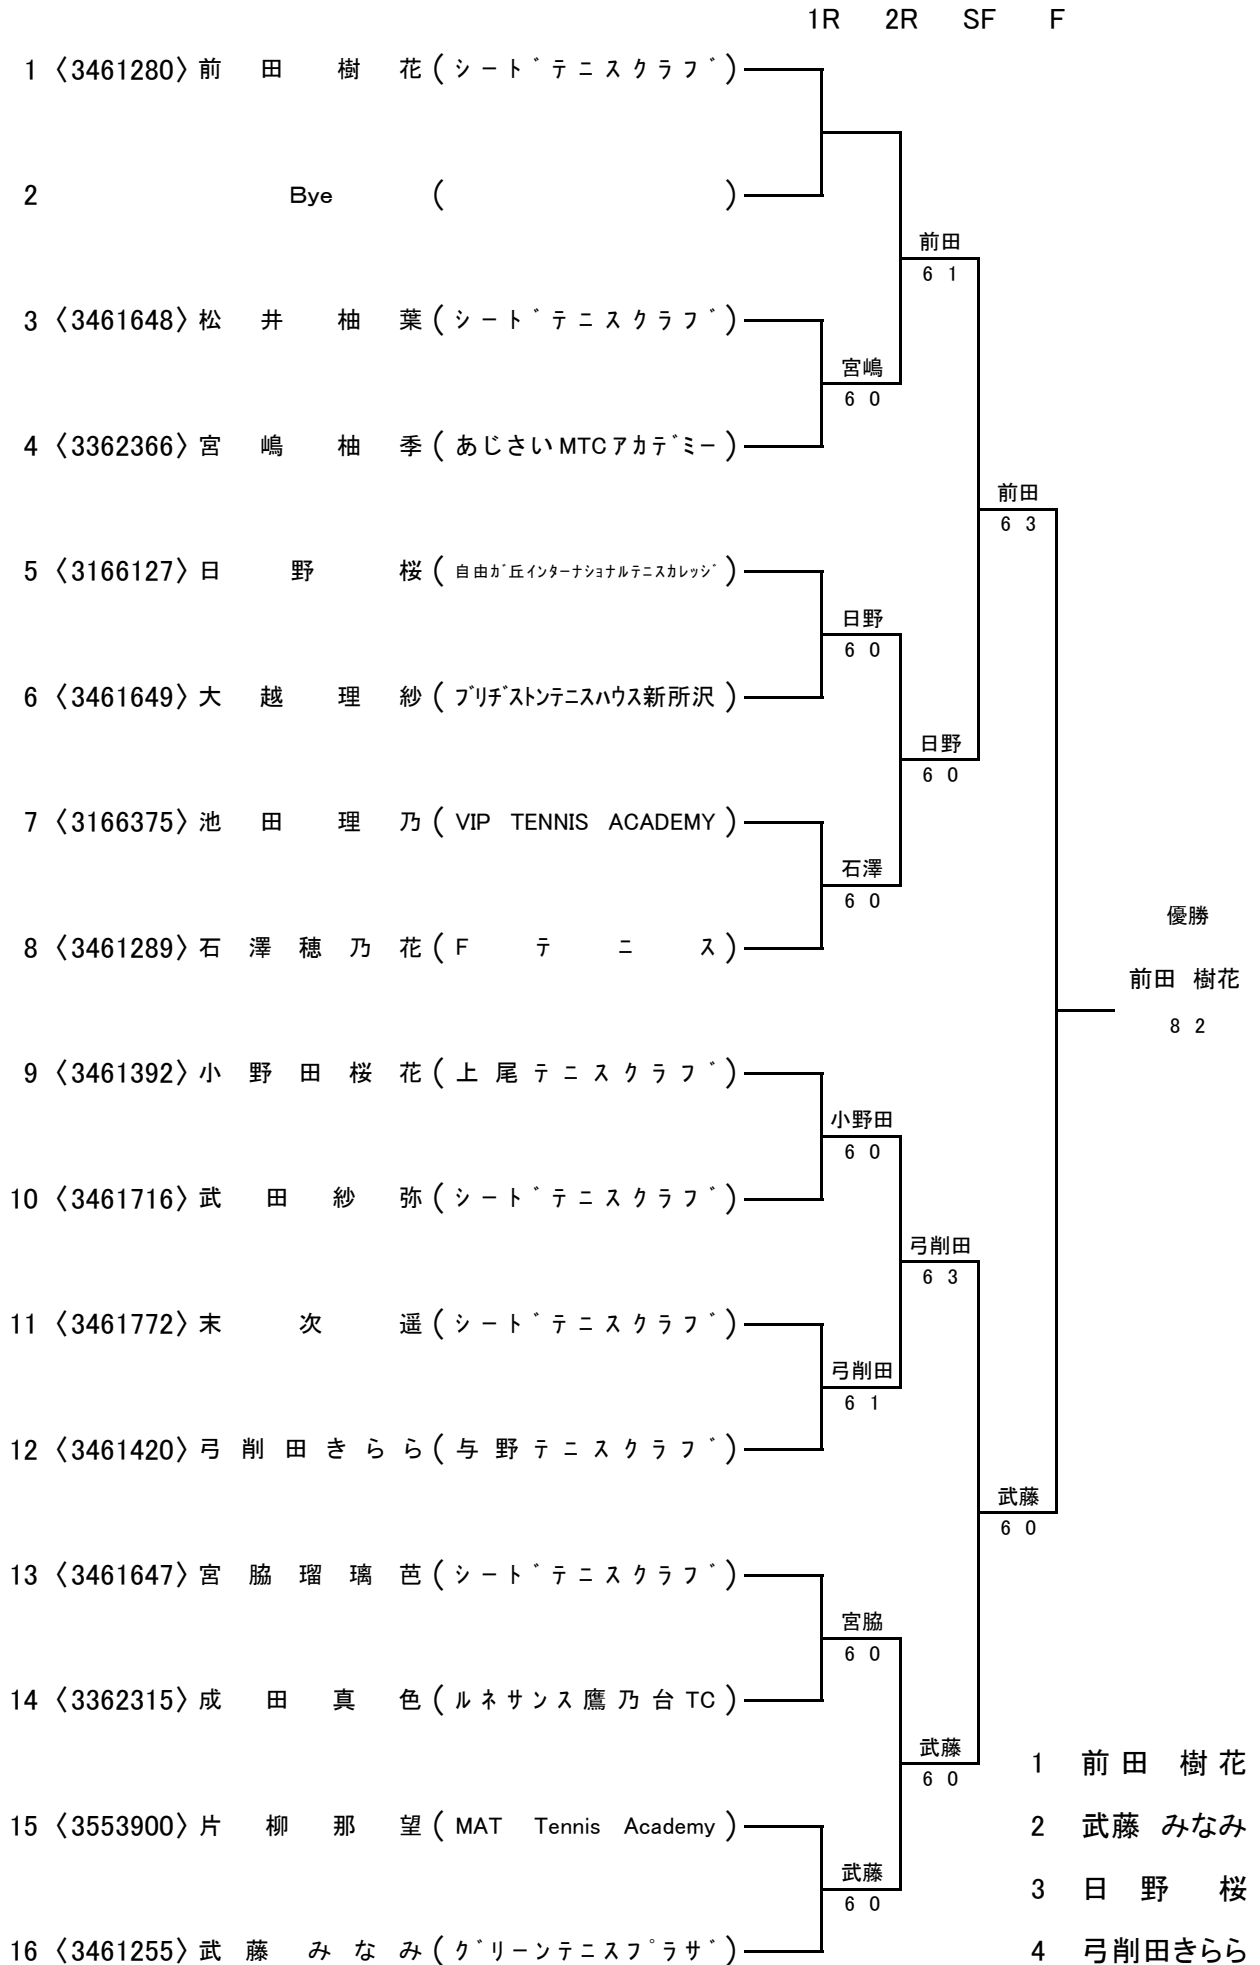 1R 2R SF F
1 〈3461280〉 前田樹花 (シードテニスクラブ)
2 Bye ( )
前田
6 1
3 〈3461648〉 松井柚葉 (シードテニスクラブ)
宮嶋
6 0
4 〈3362366〉 宮嶋柚季 (あじさいMTCアカデミー)
前田
6 3
5 〈3166127〉 日野桜 (自由ガ丘インターナショナルテニスカレッジ)
日野
6 0
6 〈3461649〉 大越理紗 (ブリヂストンテニスハウス新所沢)
日野
6 0
7 〈3166375〉 池田理乃 (VIP TENNIS ACADEMY)
石澤
6 0
優勝
8 〈3461289〉 石澤穂乃花 (Fテニス)
前田 樹花
8 2
9 〈3461392〉 小野田桜花 (上尾テニスクラブ)
小野田
6 0
10 〈3461716〉 武田紗弥 (シードテニスクラブ)
弓削田
6 3
11 〈3461772〉 末次遥 (シードテニスクラブ)
弓削田
6 1
12 〈3461420〉 弓削田きらら (与野テニスクラブ)
武藤
6 0
13 〈3461647〉 宮脇瑠璃芭 (シードテニスクラブ)
宮脇
6 0
14 〈3362315〉 成田真色 (ルネサンス鷹乃台TC)
武藤
6 0
1 前田 樹花
15 〈3553900〉 片柳那望 (MAT Tennis Academy)
2 武藤 みなみ
武藤
6 0
3 日野 桜
16 〈3461255〉 武藤みなみ (グリーンテニスプラザ)
4 弓削田きらら